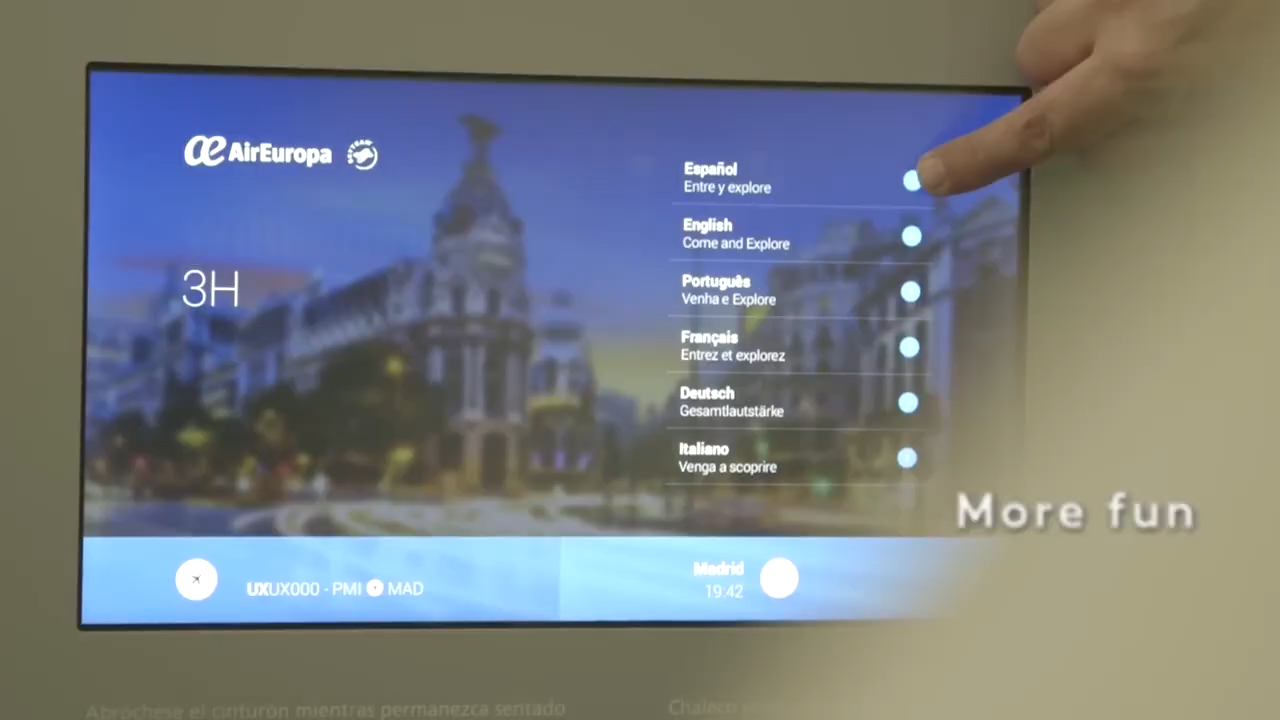 AirEuropa
3H
Español
Entre y explore
English
Come and Explore
Português
Venha e Explore
Français
Entrez et explorez
Deutsch
Gesamtlautstärke
Italiano
Venga a scoprire
More fun
UXUX000 - PMI MAD
Madrid
19:42
Abróchese el cinturón mientras permanezca sentado
Chaleco